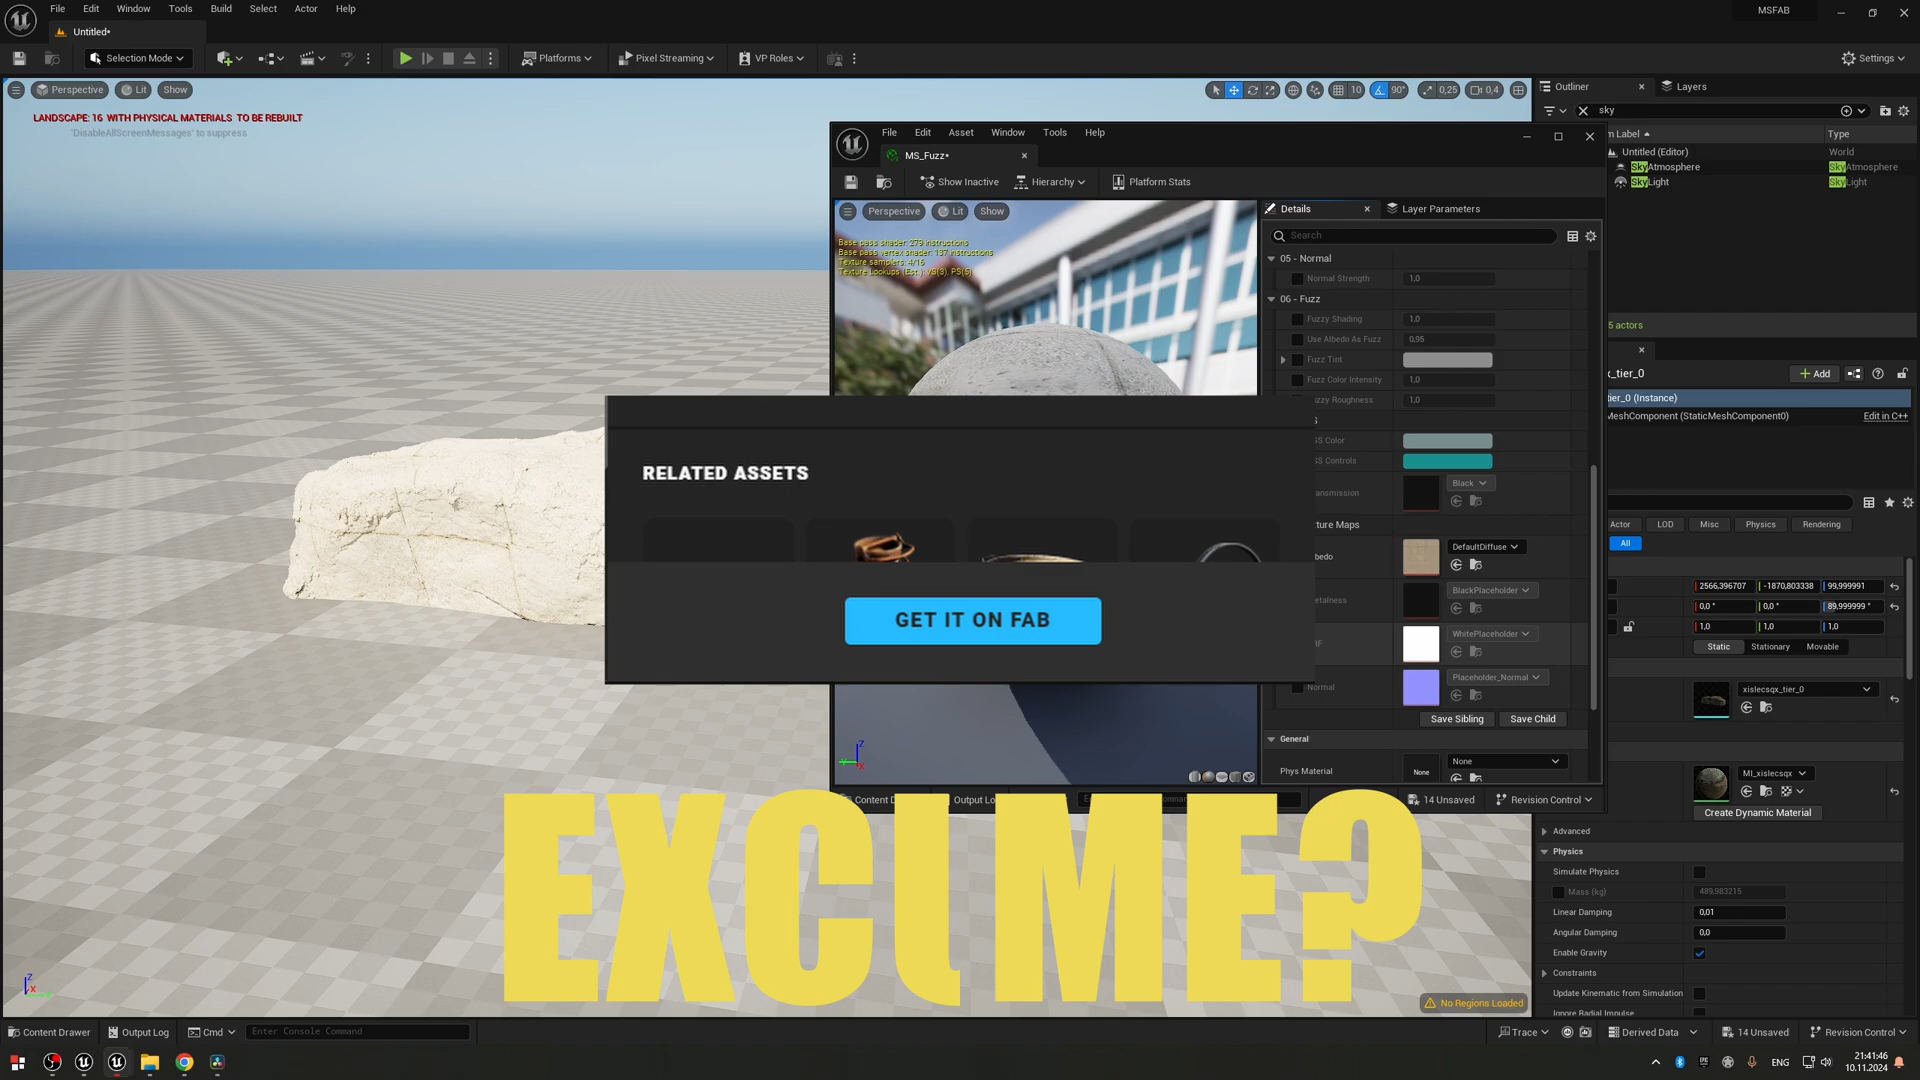 File Edit Window Tools Build Select Actor Help
MSFAB
Untitled*
Selection Mode
Platforms
Pixel Streaming
VP Roles
Settings
Perspective
Lit
Show
10
90°
0,25
0,4
LANDSCAPE: 16 WITH PHYSICAL MATERIALS TO BE REBUILT
'DisableAllScreenMessages' to suppress
Outliner
Layers
sky
m Label
Type
Untitled (Editor)
World
SkyAtmosphere
SkyAtmosphere
SkyLight
SkyLight
5 actors
File Edit Asset Window Tools Help
MS_Fuzz*
Show Inactive
Hierarchy
Platform Stats
Perspective
Lit
Show
Base pass shader: 279 instructions
Base pass vertex shader: 137 instructions
Texture samplers: 4/16
Texture Lookups (Est.): VS(3), PS(5)
Details
Layer Parameters
Search
05 - Normal
Normal Strength
1,0
06 - Fuzz
Fuzzy Shading
1,0
Use Albedo As Fuzz
0,95
Fuzz Tint
Fuzz Color Intensity
1,0
zzy Roughness
1,0
S
SS Color
SS Controls
ansmission
Black
ture Maps
bedo
DefaultDiffuse
etalness
BlackPlaceholder
RF
WhitePlaceholder
Normal
Placeholder_Normal
Save Sibling
Save Child
General
Phys Material
None
None
RELATED ASSETS
GET IT ON FAB
Content D
Output Lo
14 Unsaved
Revision Control
_tier_0
Add
tier_0 (Instance)
MeshComponent (StaticMeshComponent0)
Edit in C++
Actor
LOD
Misc
Physics
Rendering
All
2566,396707
-1870,803338
99,999991
0,0 °
0,0 °
89,999999 °
1,0
1,0
1,0
Static
Stationary
Movable
xislecsqx_tier_0
MI_xislecsqx
Create Dynamic Material
Advanced
Physics
Simulate Physics
Mass (kg)
489,983215
Linear Damping
0,01
Angular Damping
0,0
Enable Gravity
Constraints
Update Kinematic from Simulation
Ignore Radial Impulse
EXCUME?
No Regions Loaded
Content Drawer
Output Log
Cmd
Enter Console Command
Trace
Derived Data
14 Unsaved
Revision Control
ENG
21:41:46
10.11.2024